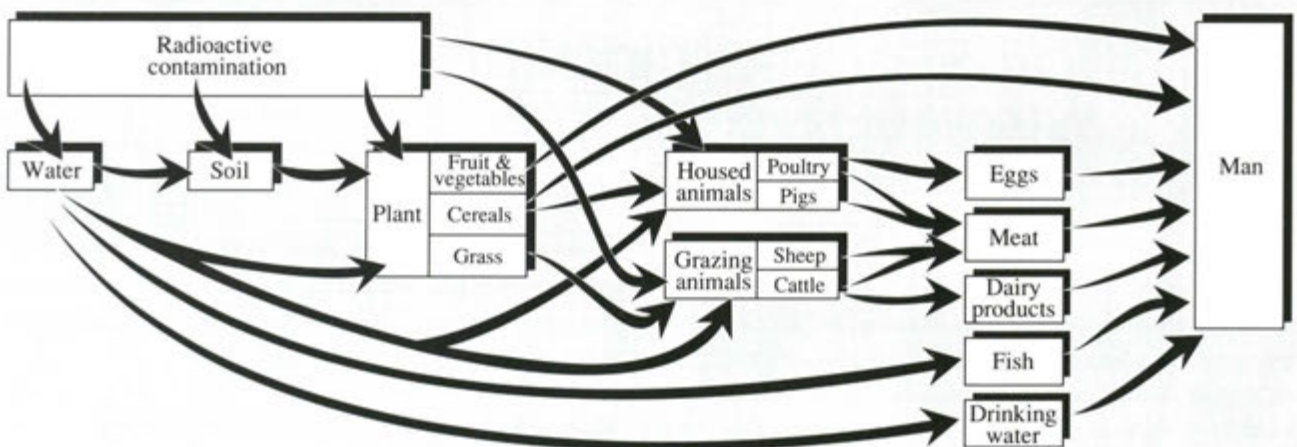 Radioactive
contamination
Water
Soil
Plant
Fruit &
vegetables
Cereals
Grass
Housed
animals
Poultry
Pigs
Grazing
animals
Sheep
Cattle
Eggs
Meat
Dairy
products
Fish
Drinking
water
Man